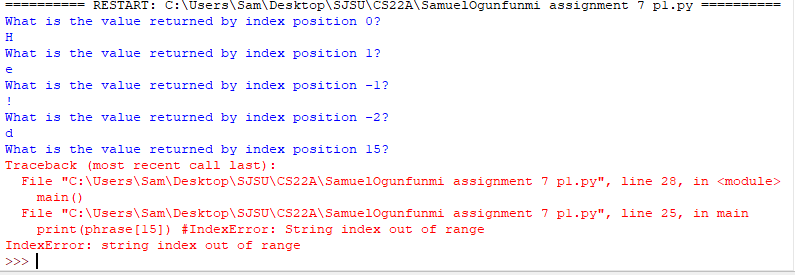 ========== RESTART: C:\Users\Sam\Desktop\SJSU\CS22A\SamuelOgunfunmi assignment 7 p1.py ==========
What is the value returned by index position 0?
H
What is the value returned by index position 1?
e
What is the value returned by index position -1?
!
What is the value returned by index position -2?
d
What is the value returned by index position 15?
Traceback (most recent call last):
  File "C:\Users\Sam\Desktop\SJSU\CS22A\SamuelOgunfunmi assignment 7 p1.py", line 28, in <module>
    main()
  File "C:\Users\Sam\Desktop\SJSU\CS22A\SamuelOgunfunmi assignment 7 p1.py", line 25, in main
    print(phrase[15]) #IndexError: String index out of range
IndexError: string index out of range
>>>